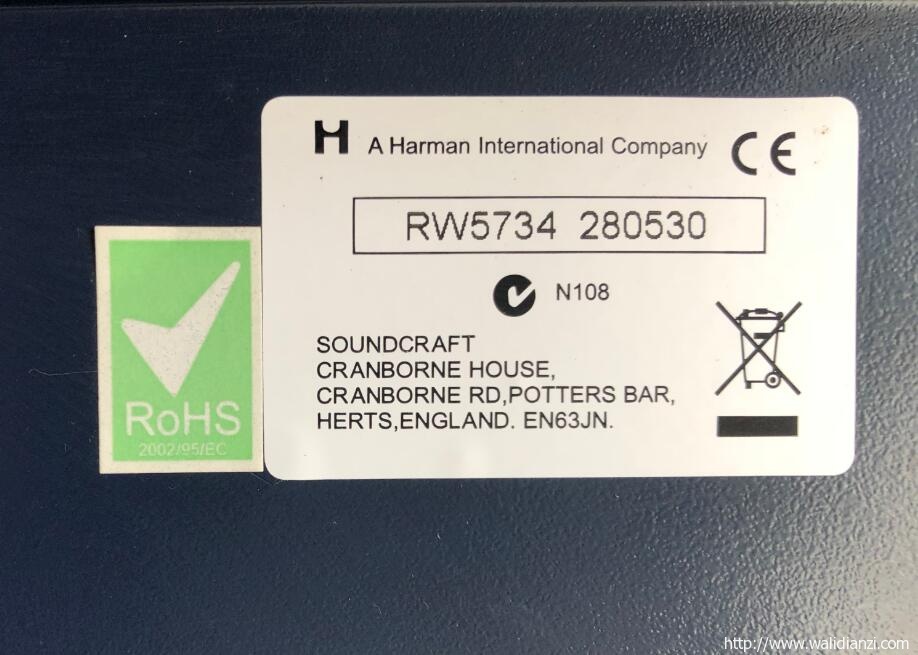 H A Harman International Company CE
RW5734 280530
N108
SOUNDCRAFT
CRANBORNE HOUSE,
CRANBORNE RD,POTTERS BAR,
HERTS,ENGLAND. EN63JN.
RoHS
2002/95/EC
http://www.walidianzi.com